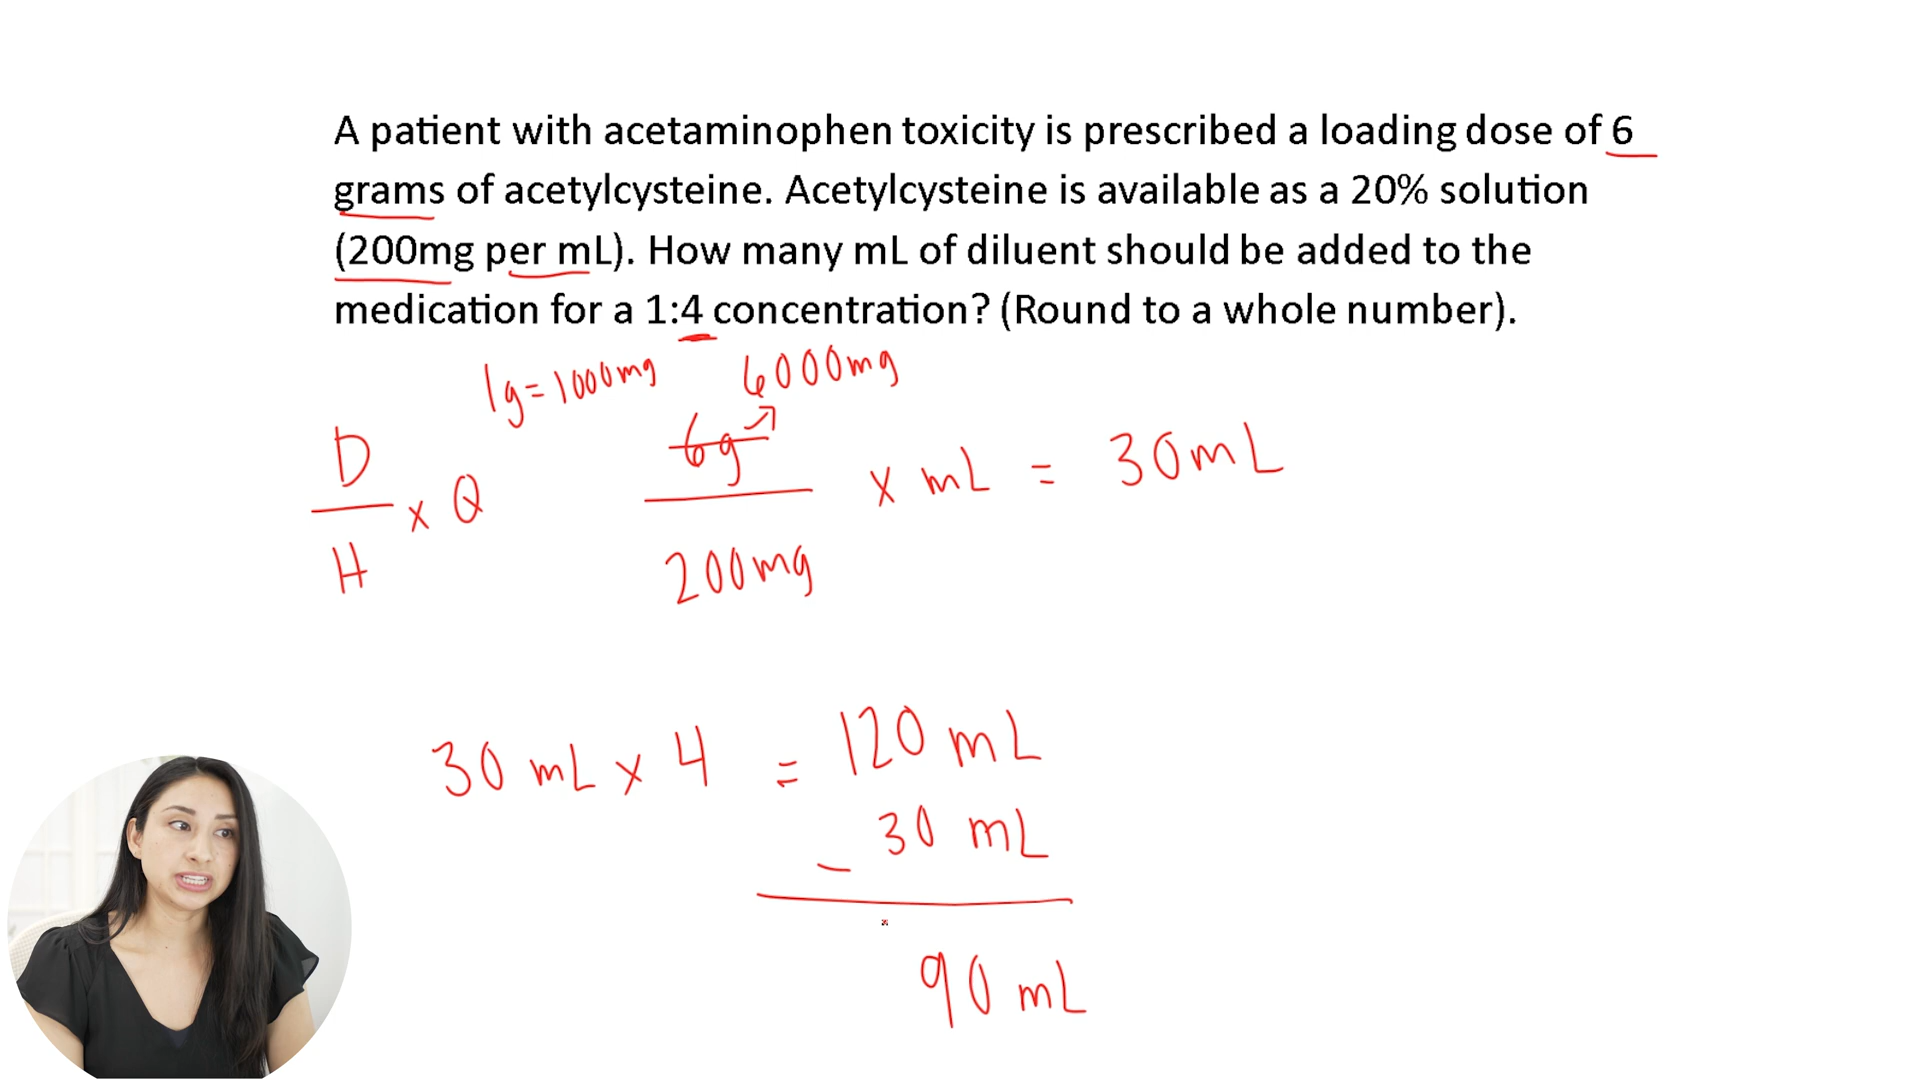 A patient with acetaminophen toxicity is prescribed a loading dose of 6
grams of acetylcysteine. Acetylcysteine is available as a 20% solution
(200mg per mL). How many mL of diluent should be added to the
medication for a 1:4 concentration? (Round to a whole number).
1g = 1000mg 6000mg
D
H
x Q
6g
200mg
x mL = 30mL
30 mL x 4 = 120 mL
- 30 mL
90 mL